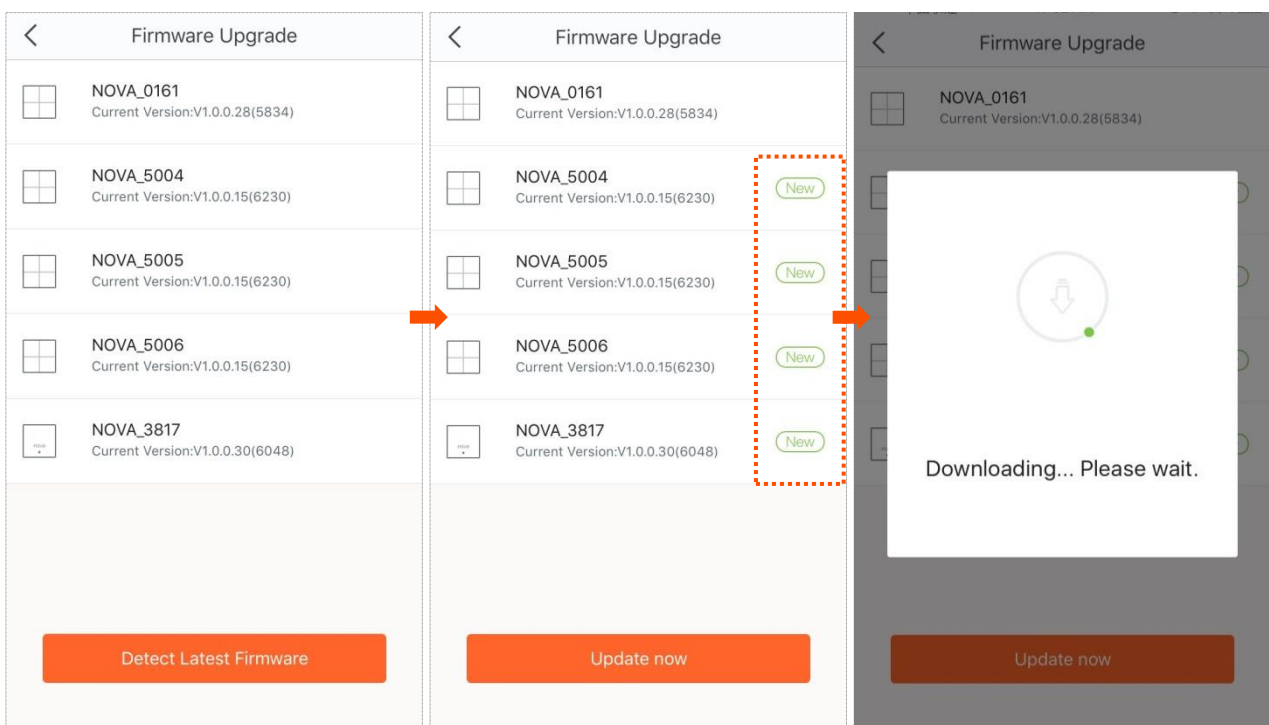 Firmware Upgrade
NOVA_0161
Current Version:V1.0.0.28(5834)
NOVA_5004
Current Version:V1.0.0.15(6230)
NOVA_5005
Current Version:V1.0.0.15(6230)
NOVA_5006
Current Version:V1.0.0.15(6230)
NOVA_3817
Current Version:V1.0.0.30(6048)
Detect Latest Firmware
Firmware Upgrade
NOVA_0161
Current Version:V1.0.0.28(5834)
NOVA_5004
Current Version:V1.0.0.15(6230)
New
NOVA_5005
Current Version:V1.0.0.15(6230)
New
NOVA_5006
Current Version:V1.0.0.15(6230)
New
NOVA_3817
Current Version:V1.0.0.30(6048)
New
Update now
Firmware Upgrade
NOVA_0161
Current Version:V1.0.0.28(5834)
Downloading... Please wait.
Update now